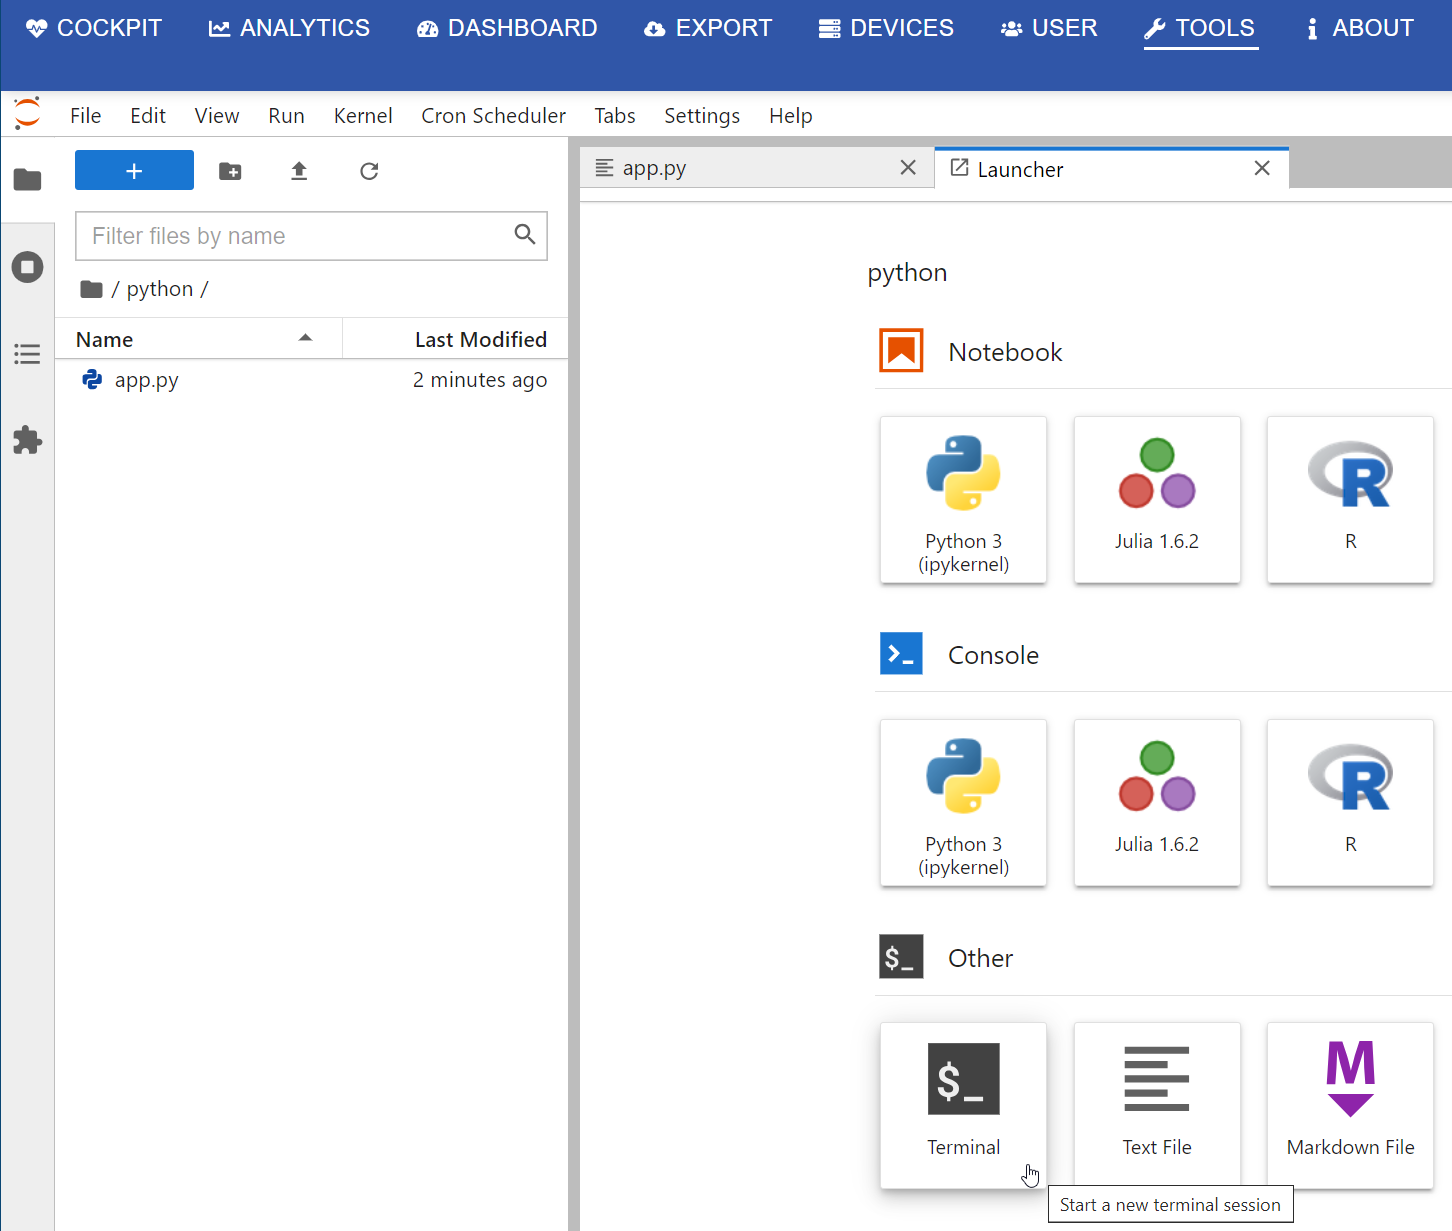 COCKPIT ANALYTICS DASHBOARD EXPORT DEVICES USER TOOLS ABOUT
File Edit View Run Kernel Cron Scheduler Tabs Settings Help
app.py Launcher
Filter files by name
/ python /
Name Last Modified
app.py 2 minutes ago
python
Notebook
Python 3
(ipykernel)
Julia 1.6.2
R
Console
Python 3
(ipykernel)
Julia 1.6.2
R
$_ Other
$_
Terminal
Text File
M
Markdown File
Start a new terminal session